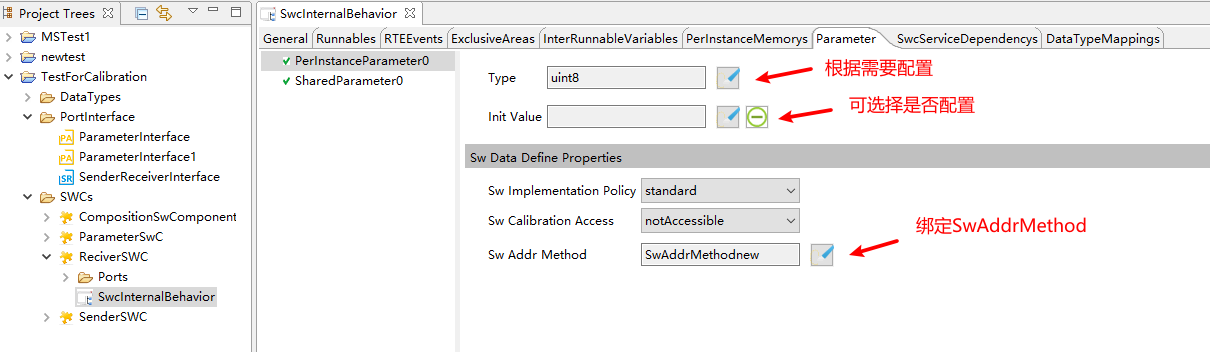 Project Trees
MSTest1
newtest
TestForCalibration
DataTypes
PortInterface
ParameterInterface
ParameterInterface1
SenderReceiverInterface
SWCs
CompositionSwComponent
ParameterSwC
ReciverSWC
Ports
SwcInternalBehavior
SenderSWC
SwcInternalBehavior
General Runnables RTEEvents ExclusiveAreas InterRunnableVariables PerInstanceMemorys Parameter SwcServiceDependencys DataTypeMappings
PerInstanceParameter0
SharedParameter0
Type uint8
根据需要配置
Init Value
可选择是否配置
Sw Data Define Properties
Sw Implementation Policy standard
Sw Calibration Access notAccessible
Sw Addr Method SwAddrMethodnew
绑定SwAddrMethod